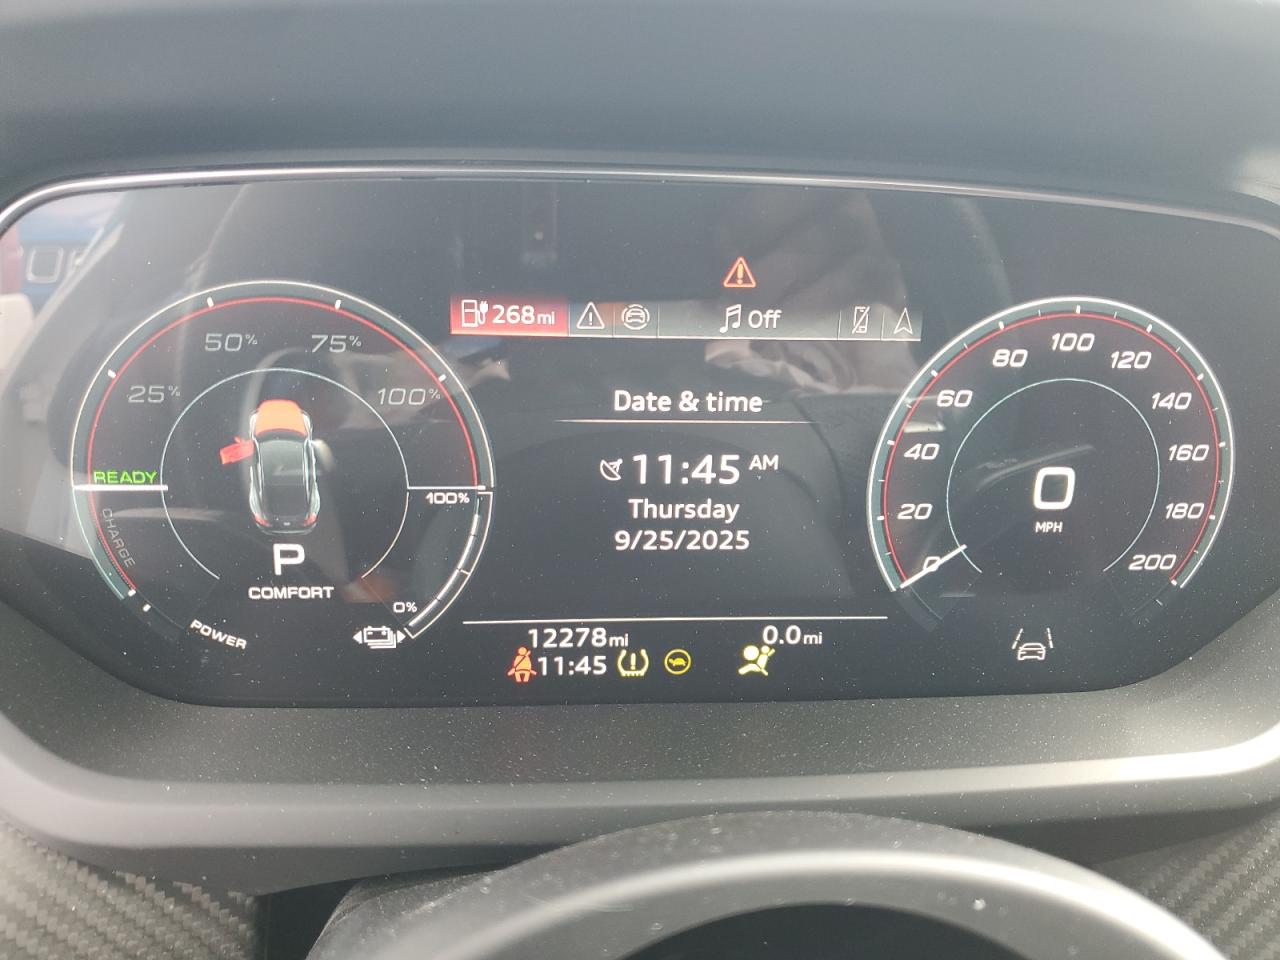 268mi
Off
Date & time
11:45 AM
Thursday
9/25/2025
25%
50%
75%
100%
READY
CHARGE
100%
0%
P
COMFORT
POWER
12278mi
0.0mi
11:45
0
20
40
60
80
100
120
140
160
180
200
0
MPH